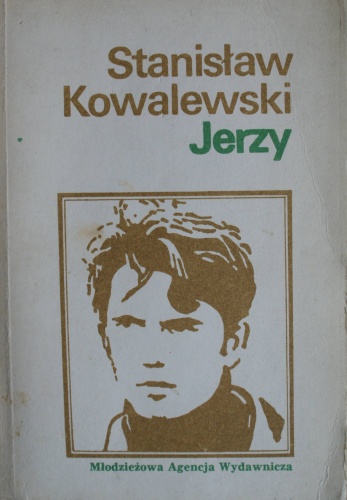 Stanisław
Kowalewski
Jerzy
Młodzieżowa Agencja Wydawnicza